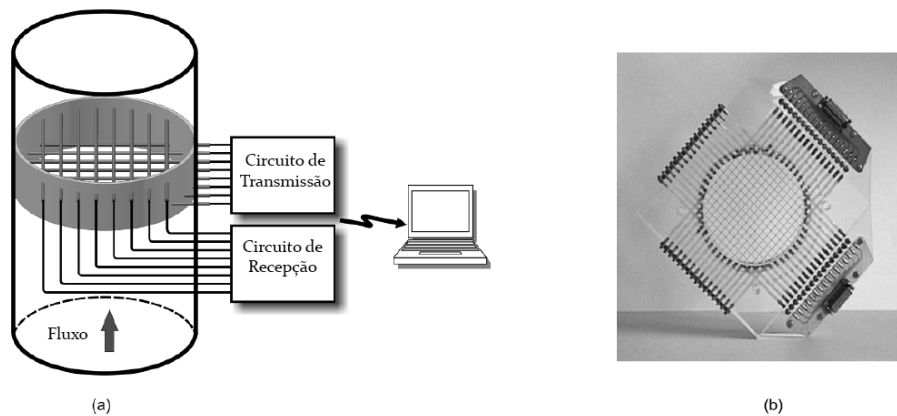 Circuito de
Transmissão
Circuito de
Recepção
Fluxo
(a)
(b)